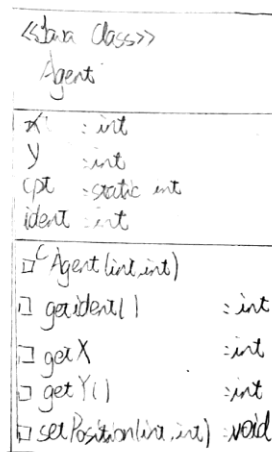 <<Java Class>>
Agent
x : int
y : int
cpt : static int
ident : int
□ C Agent(int,int)
□ getident() : int
□ getX : int
□ getY() : int
□ setPosition(int,int) : void